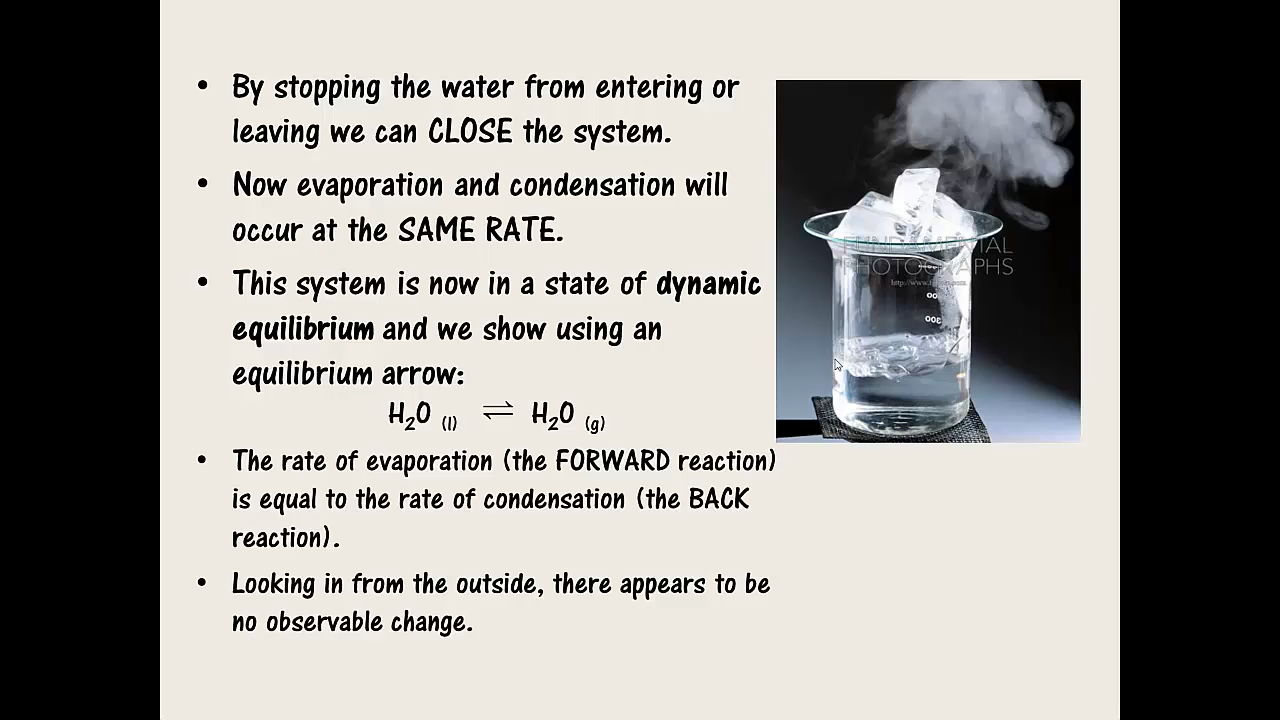 • By stopping the water from entering or
leaving we can CLOSE the system.
• Now evaporation and condensation will
occur at the SAME RATE.
• This system is now in a state of dynamic
equilibrium and we show using an
equilibrium arrow:
H₂O (l) ⇌ H₂O (g)
• The rate of evaporation (the FORWARD reaction)
is equal to the rate of condensation (the BACK
reaction).
• Looking in from the outside, there appears to be
no observable change.
FUNDAMENTAL
PHOTOGRAPHS
300